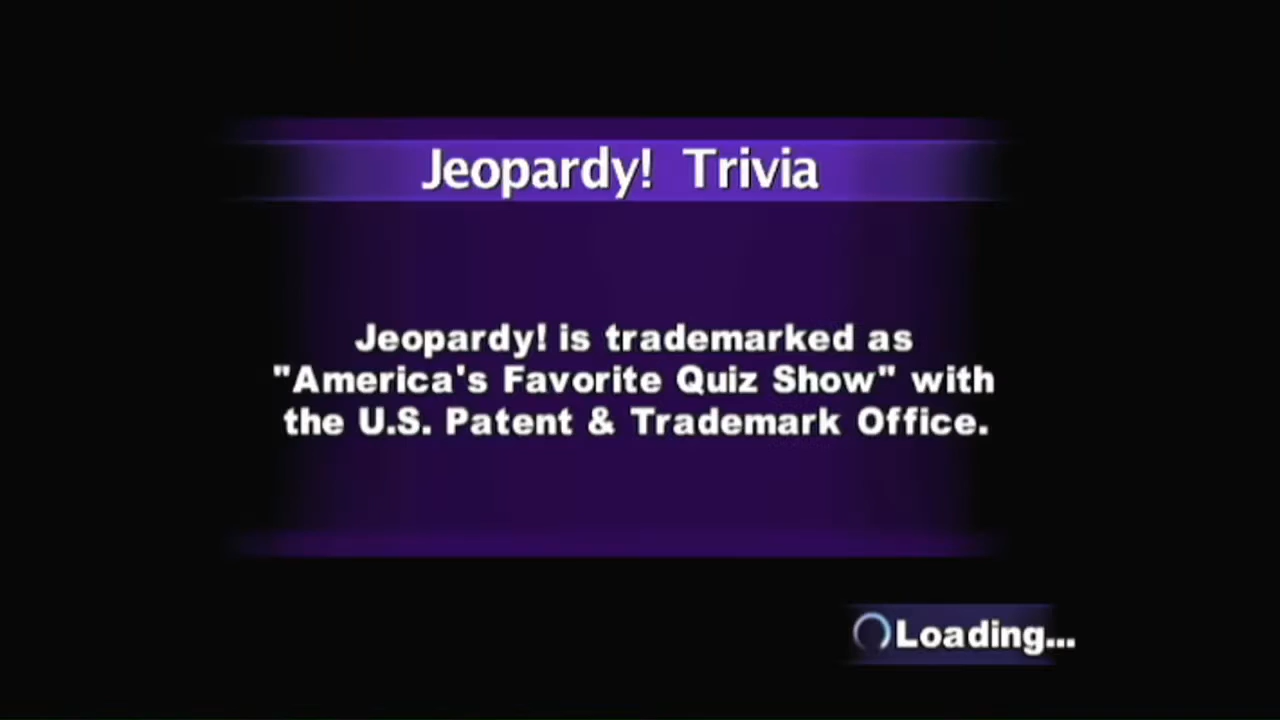 Jeopardy! Trivia
Jeopardy! is trademarked as
"America's Favorite Quiz Show" with
the U.S. Patent & Trademark Office.
Loading...